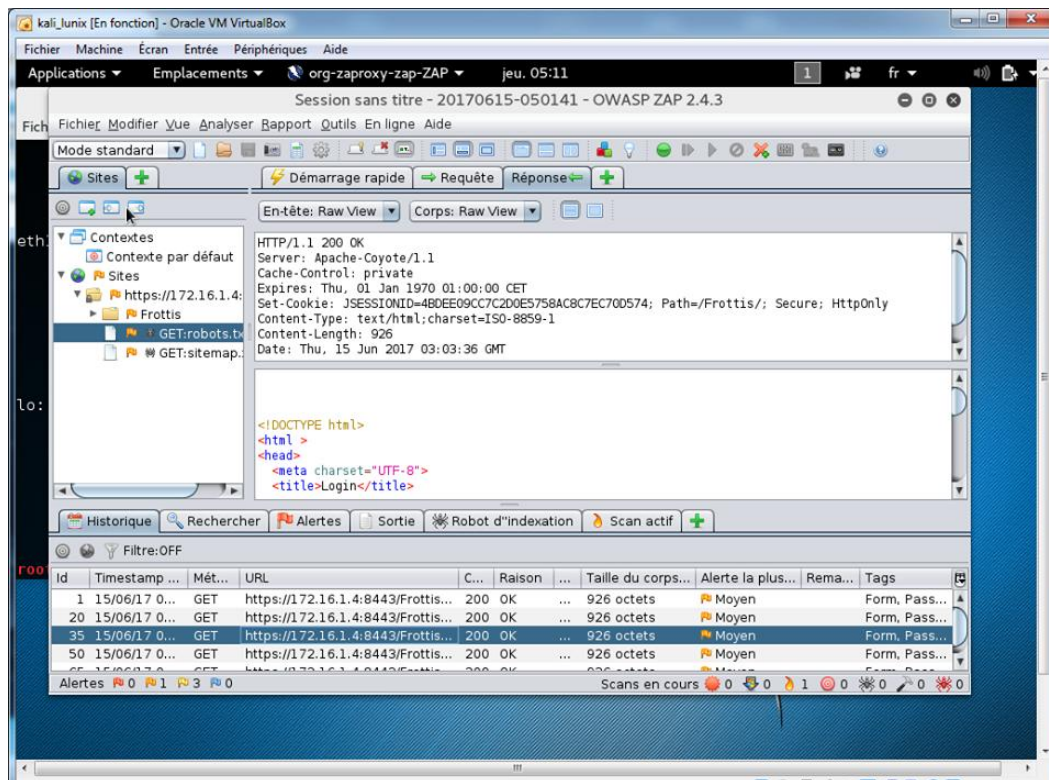 kali_lunix [En fonction] - Oracle VM VirtualBox
Fichier Machine Écran Entrée Périphériques Aide
Applications Emplacements org-zaproxy-zap-ZAP jeu. 05:11 1 fr
Session sans titre - 20170615-050141 - OWASP ZAP 2.4.3
Fich
Fichier Modifier Vue Analyser Rapport Outils En ligne Aide
Mode standard
Sites Démarrage rapide Requête Réponse
En-tête: Raw View Corps: Raw View
eth
Contextes
Contexte par défaut
Sites
https://172.16.1.4:
Frottis
GET:robots.tx
GET:sitemap.
HTTP/1.1 200 OK
Server: Apache-Coyote/1.1
Cache-Control: private
Expires: Thu, 01 Jan 1970 01:00:00 CET
Set-Cookie: JSESSIONID=4BDEE09CC7C2D0E5758AC8C7EC70D574; Path=/Frottis/; Secure; HttpOnly
Content-Type: text/html;charset=ISO-8859-1
Content-Length: 926
Date: Thu, 15 Jun 2017 03:03:36 GMT
lo:
<!DOCTYPE html>
<html >
<head>
<meta charset="UTF-8">
<title>Login</title>
Historique Rechercher Alertes Sortie Robot d''indexation Scan actif
Filtre:OFF
roo
Id Timestamp ... Mét... URL C... Raison ... Taille du corps... Alerte la plus... Rema... Tags
1 15/06/17 0... GET https://172.16.1.4:8443/Frottis... 200 OK ... 926 octets Moyen Form, Pass...
20 15/06/17 0... GET https://172.16.1.4:8443/Frottis... 200 OK ... 926 octets Moyen Form, Pass...
35 15/06/17 0... GET https://172.16.1.4:8443/Frottis... 200 OK ... 926 octets Moyen Form, Pass...
50 15/06/17 0... GET https://172.16.1.4:8443/Frottis... 200 OK ... 926 octets Moyen Form, Pass...
Alertes 0 1 3 0 Scans en cours 0 0 1 0 0 0 0